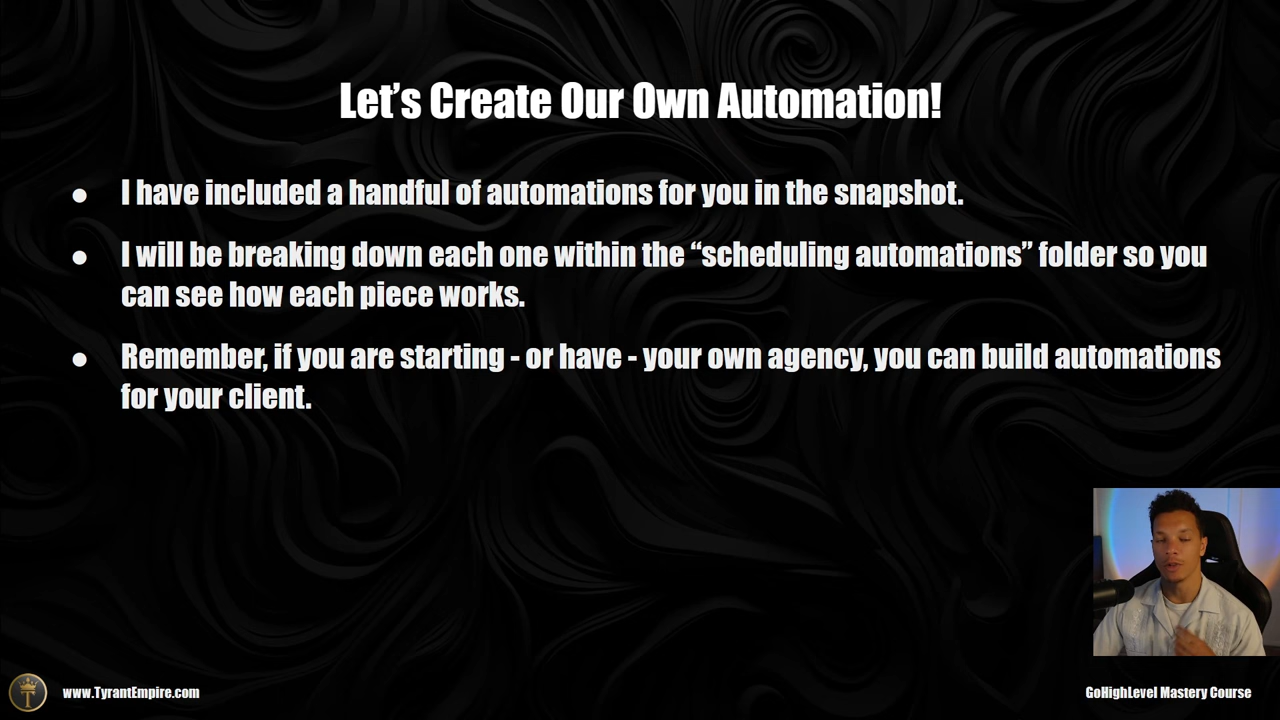 Let’s Create Our Own Automation!
● I have included a handful of automations for you in the snapshot.
● I will be breaking down each one within the “scheduling automations” folder so you
can see how each piece works.
● Remember, if you are starting - or have - your own agency, you can build automations
for your client.
T
www.TyrantEmpire.com
GoHighLevel Mastery Course